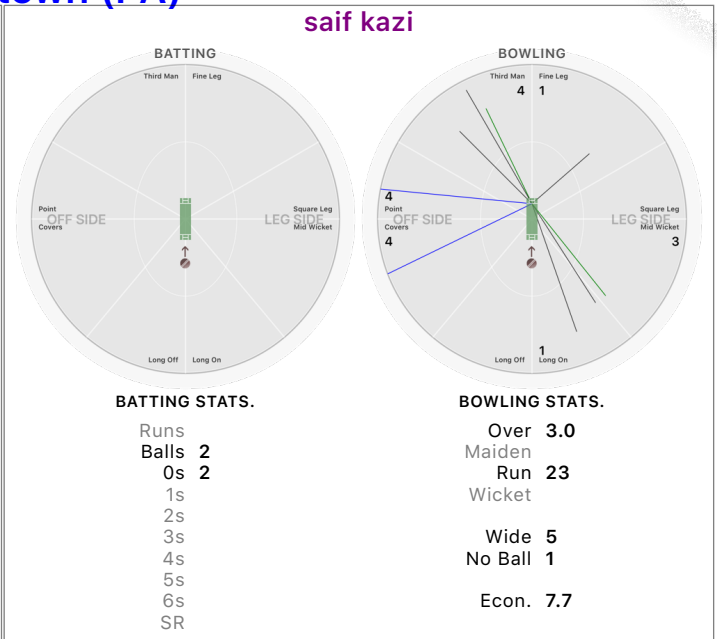 town (PA)
saif kazi
BATTING
Third Man Fine Leg
Point
OFF SIDE
Covers
Square Leg
LEG SIDE
Mid Wicket
Long Off Long On
BOWLING
Third Man Fine Leg
4 1
4
Point
OFF SIDE
Covers
4
Square Leg
LEG SIDE
Mid Wicket
3
1
Long Off Long On
BATTING STATS.
Runs
Balls 2
0s 2
1s
2s
3s
4s
5s
6s
SR
BOWLING STATS.
Over 3.0
Maiden
Run 23
Wicket
Wide 5
No Ball 1
Econ. 7.7